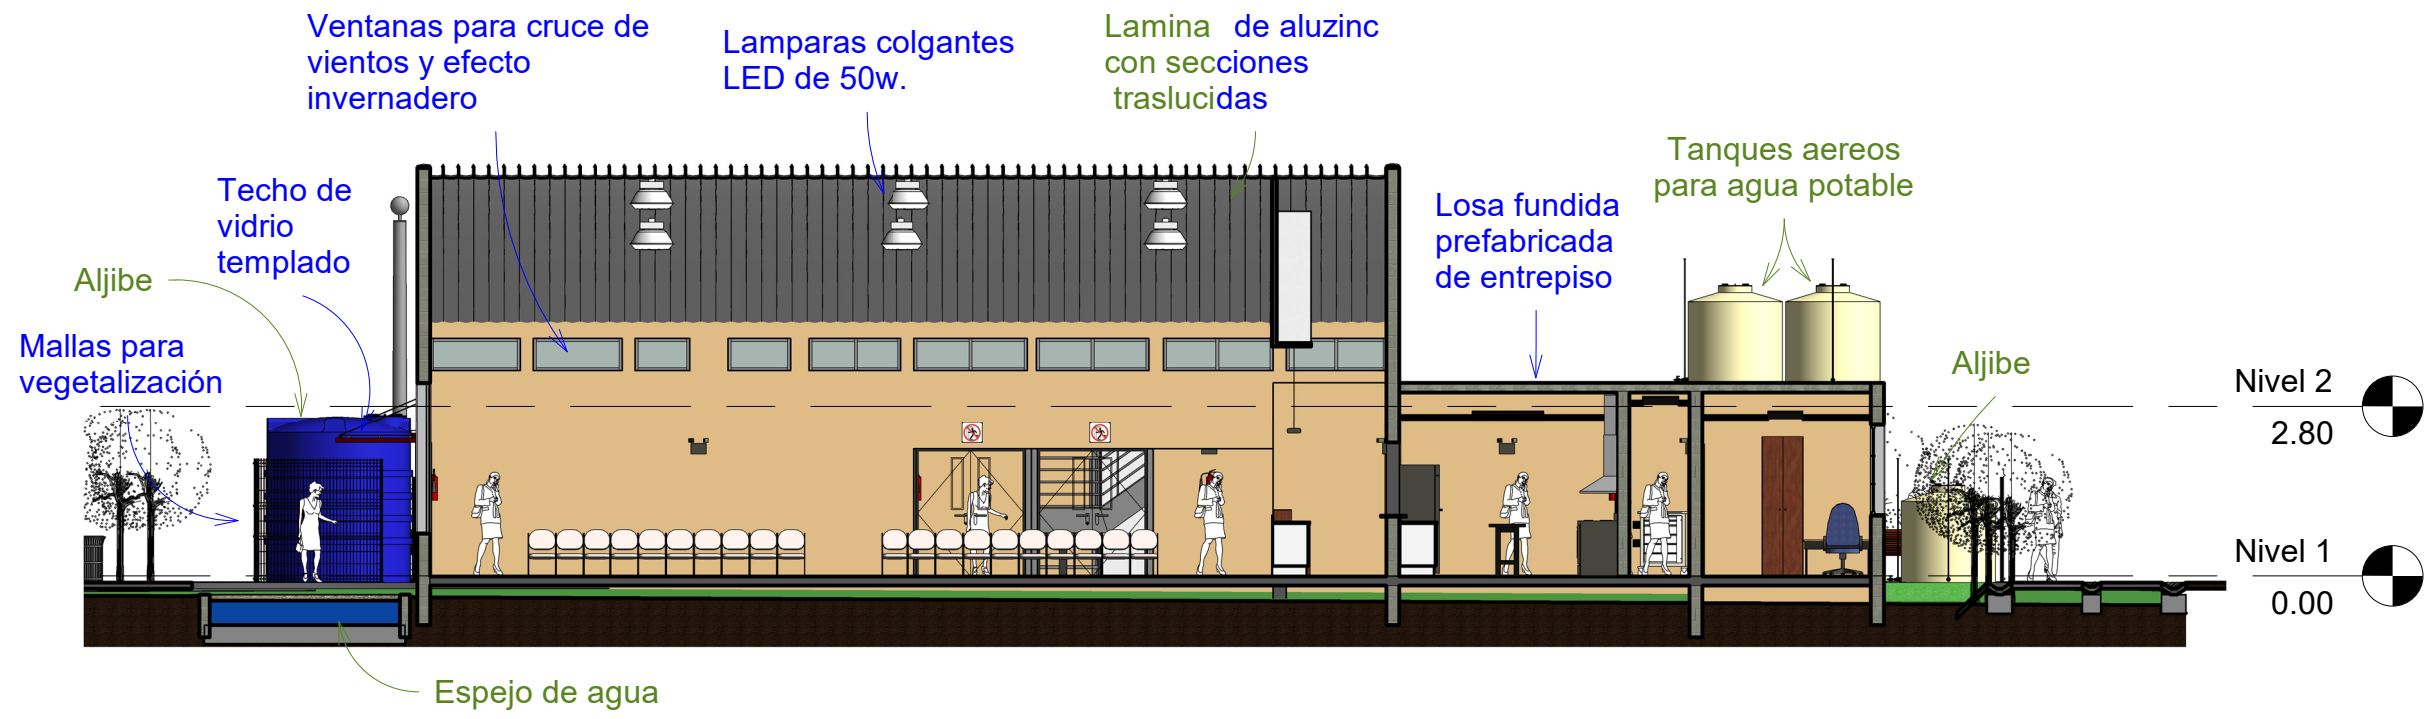 Ventanas para cruce de
vientos y efecto
invernadero
Lamparas colgantes
LED de 50w.
Lamina de aluzinc
con secciones
traslucidas
Techo de
vidrio
templado
Aljibe
Mallas para
vegetalización
Losa fundida
prefabricada
de entrepiso
Tanques aereos
para agua potable
Aljibe
Nivel 2
2.80
Nivel 1
0.00
Espejo de agua